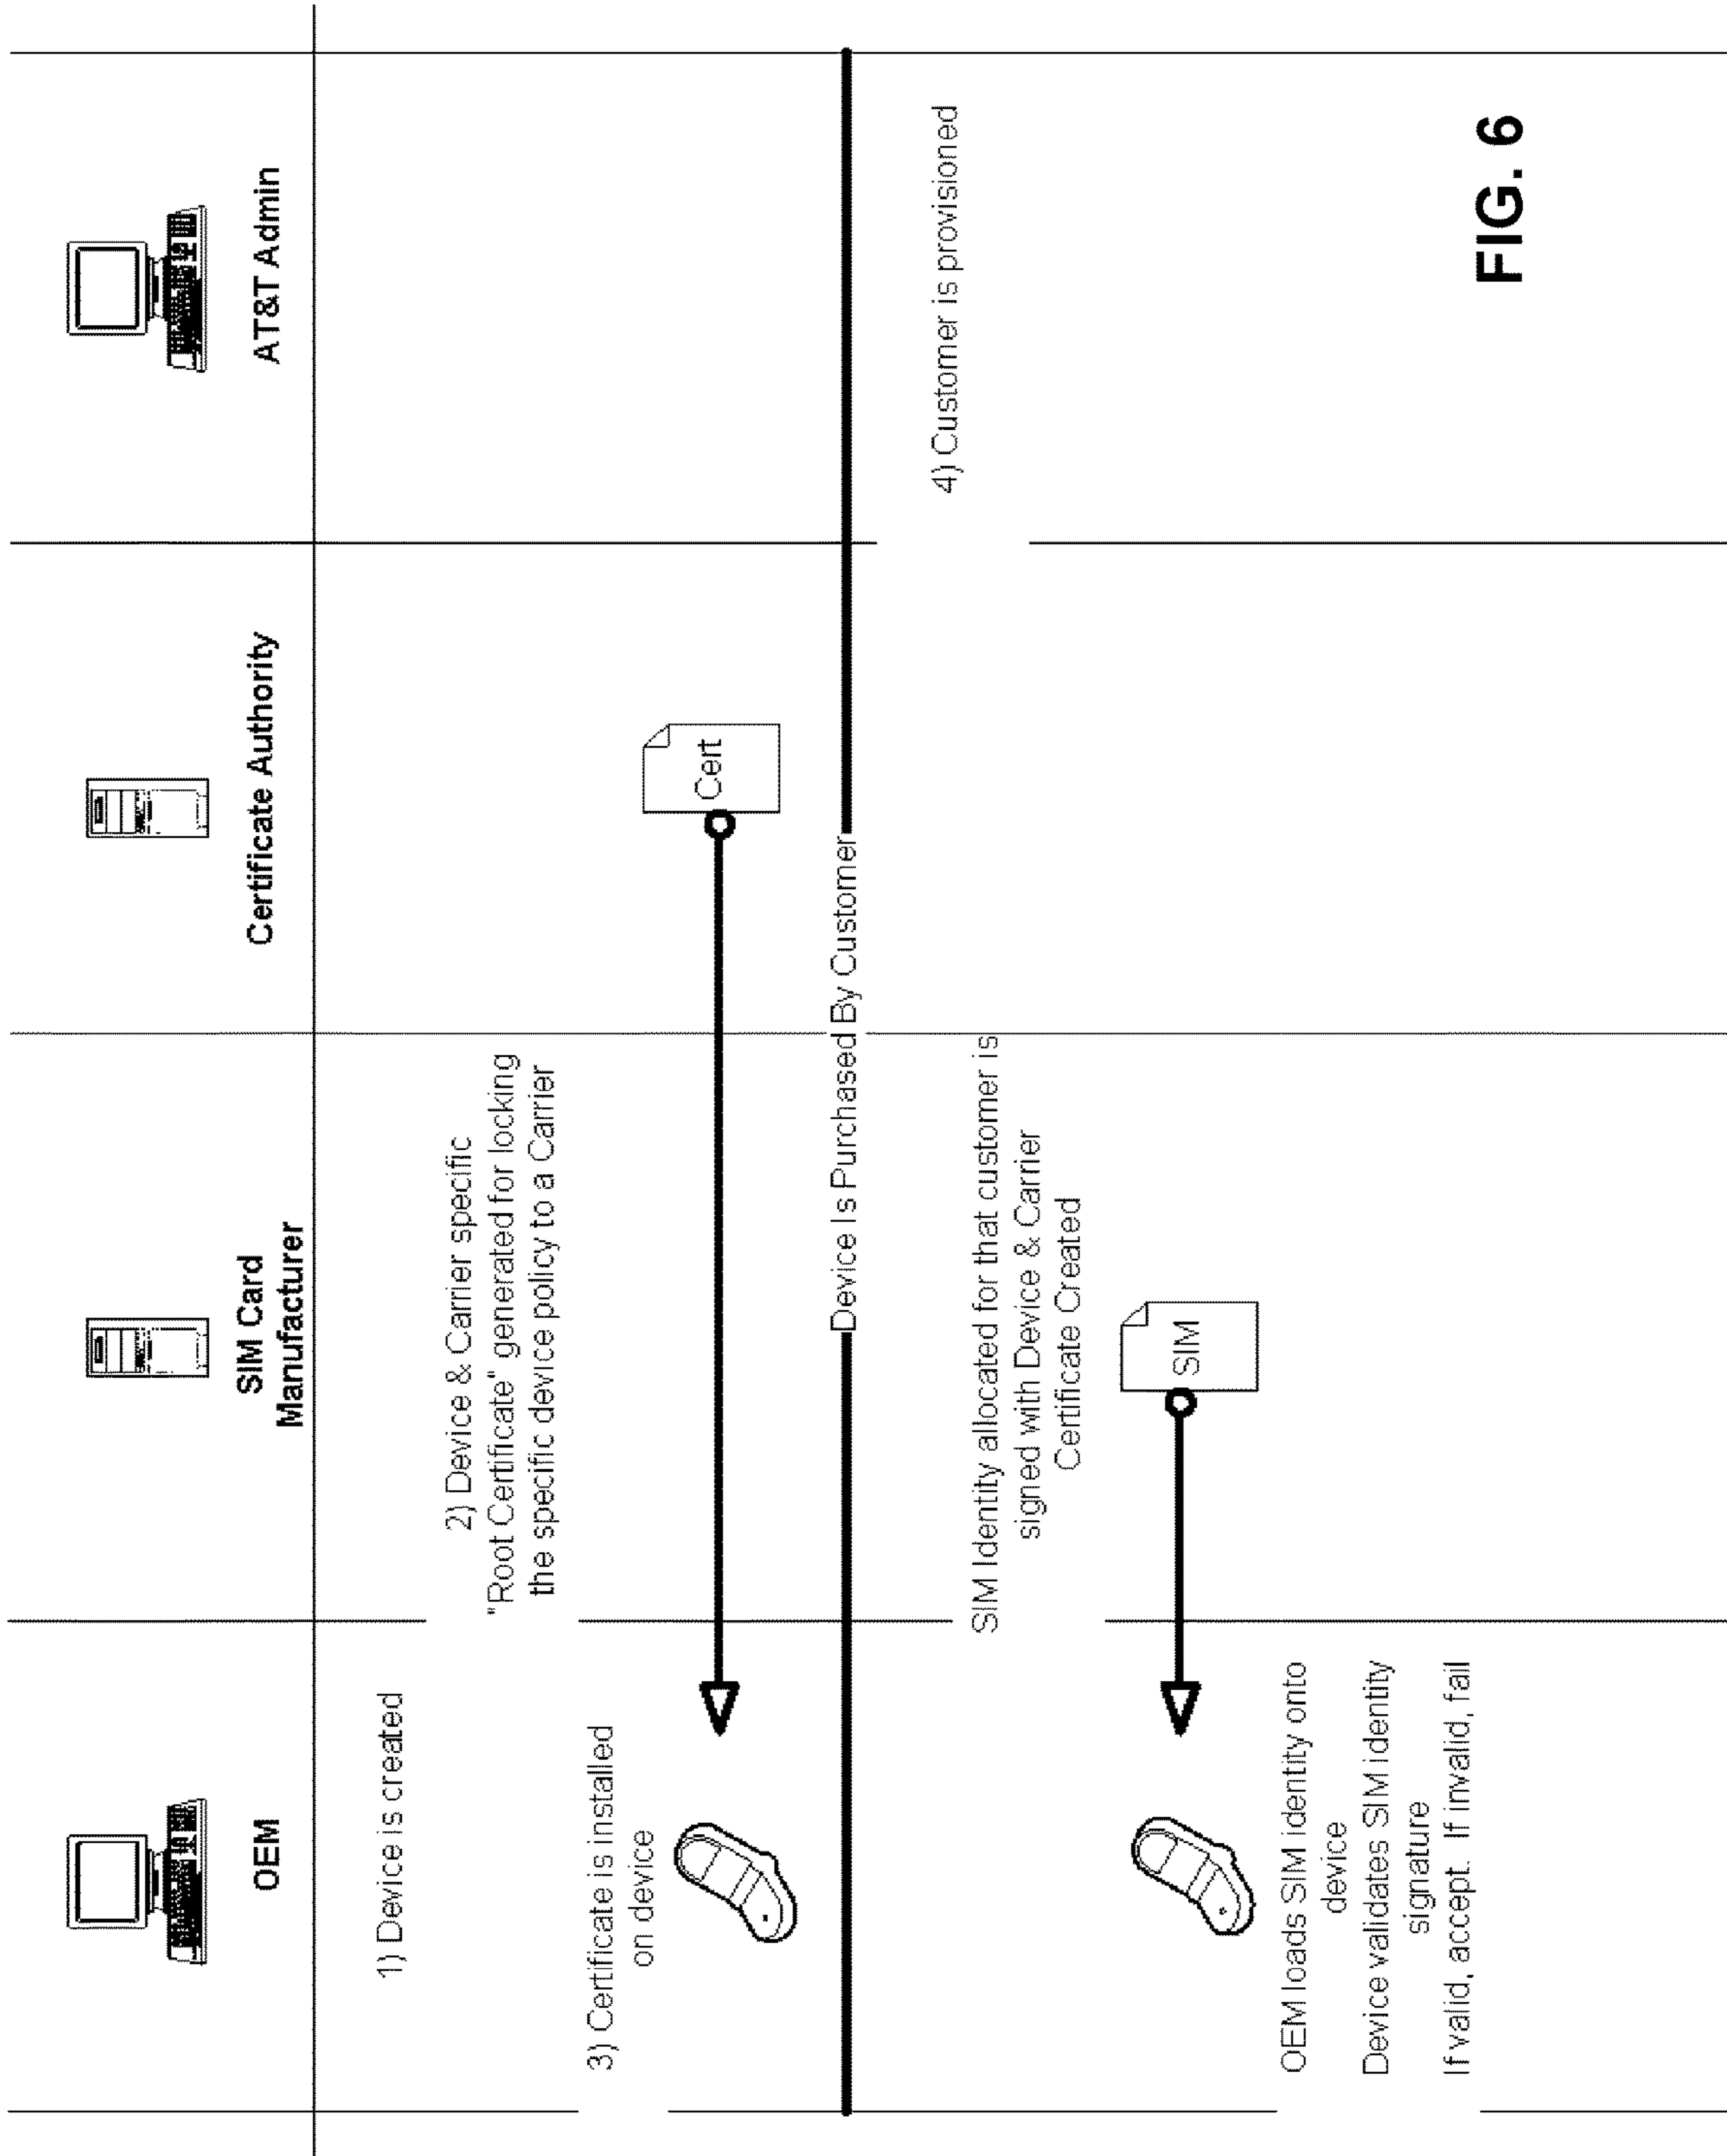 OEM
SIM Card
Manufacturer
Certificate Authority
AT&T Admin
1) Device is created
2) Device & Carrier specific
"Root Certificate" generated for locking
the specific device policy to a Carrier
3) Certificate is installed
on device
Cert
Device Is Purchased By Customer
4) Customer is provisioned
SIM Identity allocated for that customer is
signed with Device & Carrier
Certificate Created
SIM
OEM loads SIM identity onto
device
Device validates SIM identity
signature
If valid, accept. If invalid, fail
FIG. 6